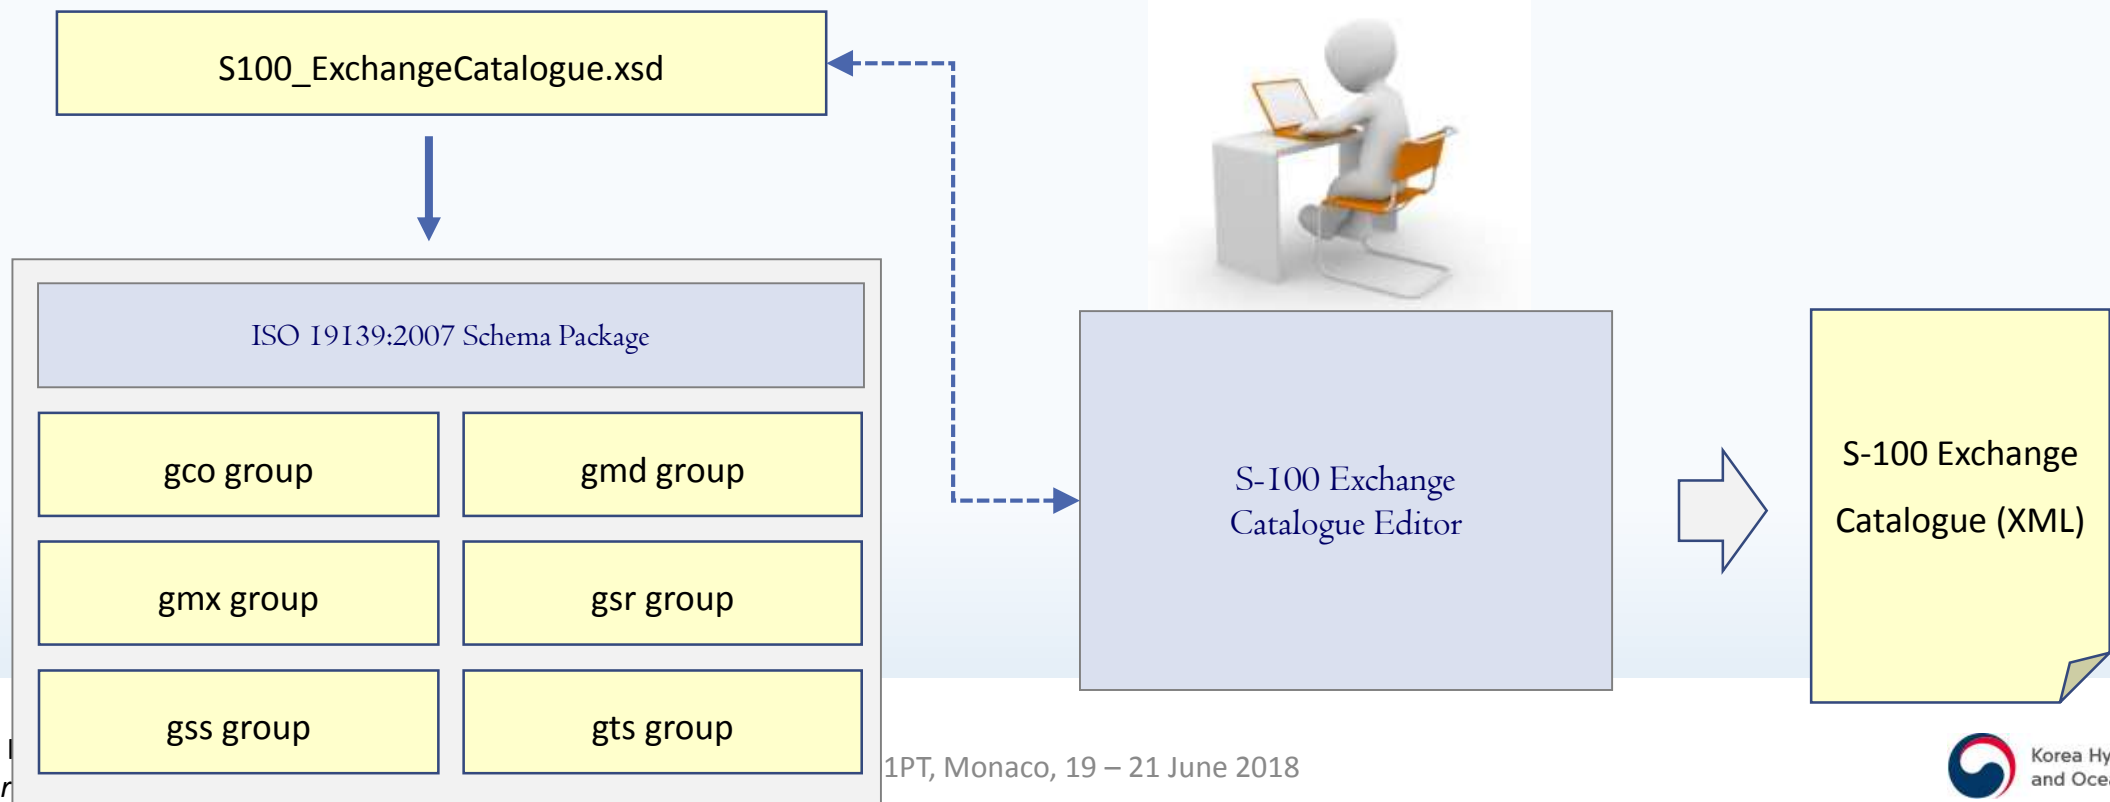 S100_ExchangeCatalogue.xsd
ISO 19139:2007 Schema Package
gco group
gmd group
gmx group
gsr group
gss group
gts group
S-100 Exchange
Catalogue Editor
S-100 Exchange
Catalogue (XML)
1PT, Monaco, 19 – 21 June 2018
Korea Hy
and Ocea